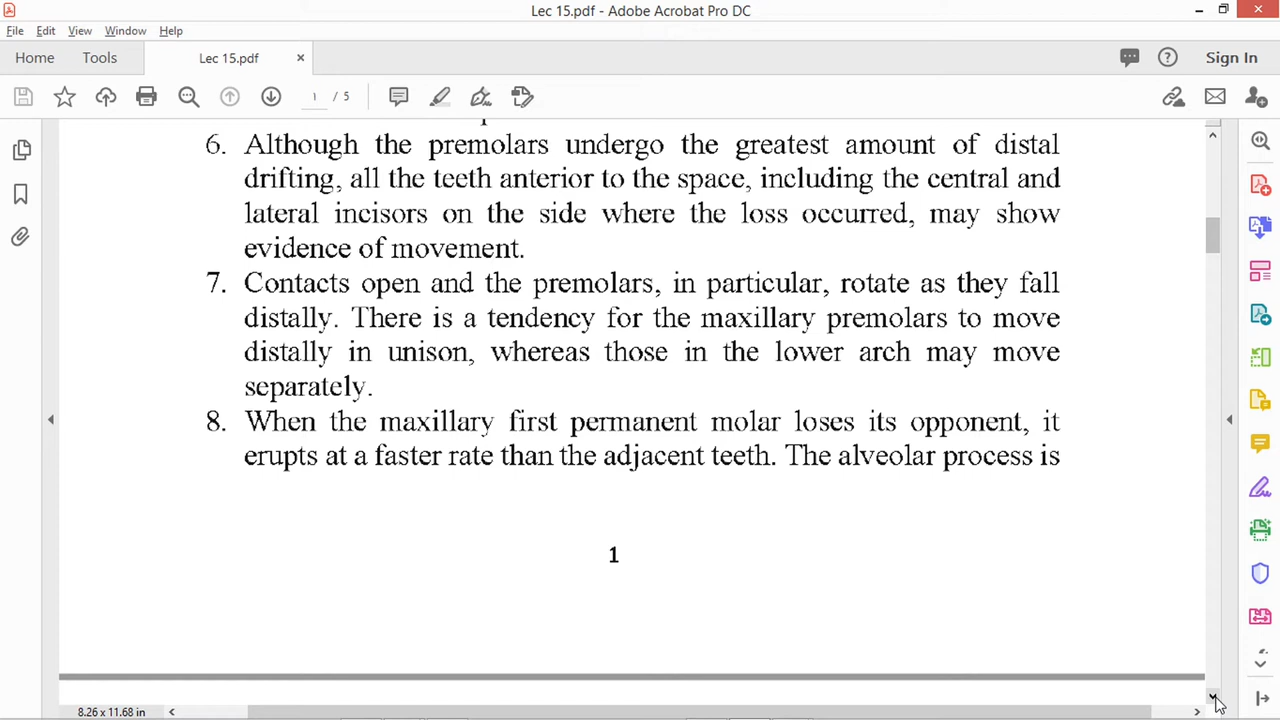 Lec 15.pdf - Adobe Acrobat Pro DC
File Edit View Window Help
Home Tools Lec 15.pdf × Sign In
1 / 5
6. Although the premolars undergo the greatest amount of distal
drifting, all the teeth anterior to the space, including the central and
lateral incisors on the side where the loss occurred, may show
evidence of movement.
7. Contacts open and the premolars, in particular, rotate as they fall
distally. There is a tendency for the maxillary premolars to move
distally in unison, whereas those in the lower arch may move
separately.
8. When the maxillary first permanent molar loses its opponent, it
erupts at a faster rate than the adjacent teeth. The alveolar process is
1
8.26 x 11.68 in